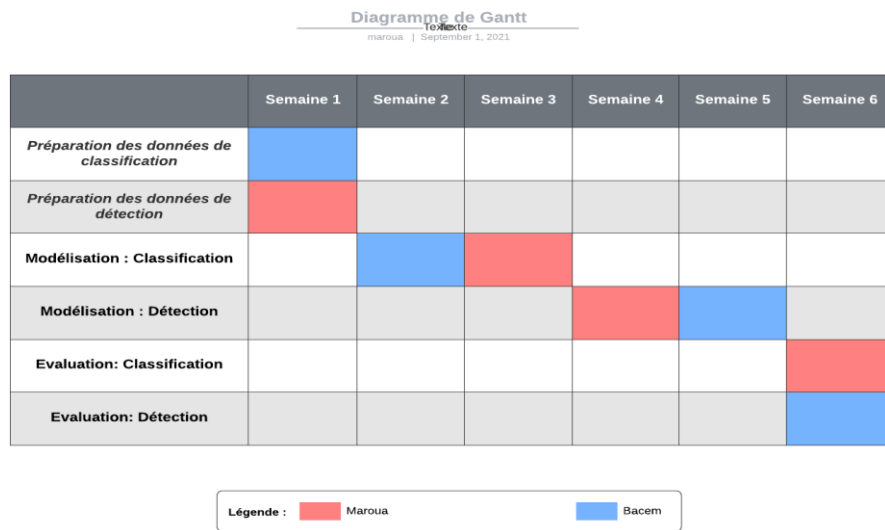 Diagramme de Gantt
Texte
maroua | September 1, 2021
Semaine 1 Semaine 2 Semaine 3 Semaine 4 Semaine 5 Semaine 6
Préparation des données de
classification
Préparation des données de
détection
Modélisation : Classification
Modélisation : Détection
Evaluation: Classification
Evaluation: Détection
Légende : Maroua Bacem